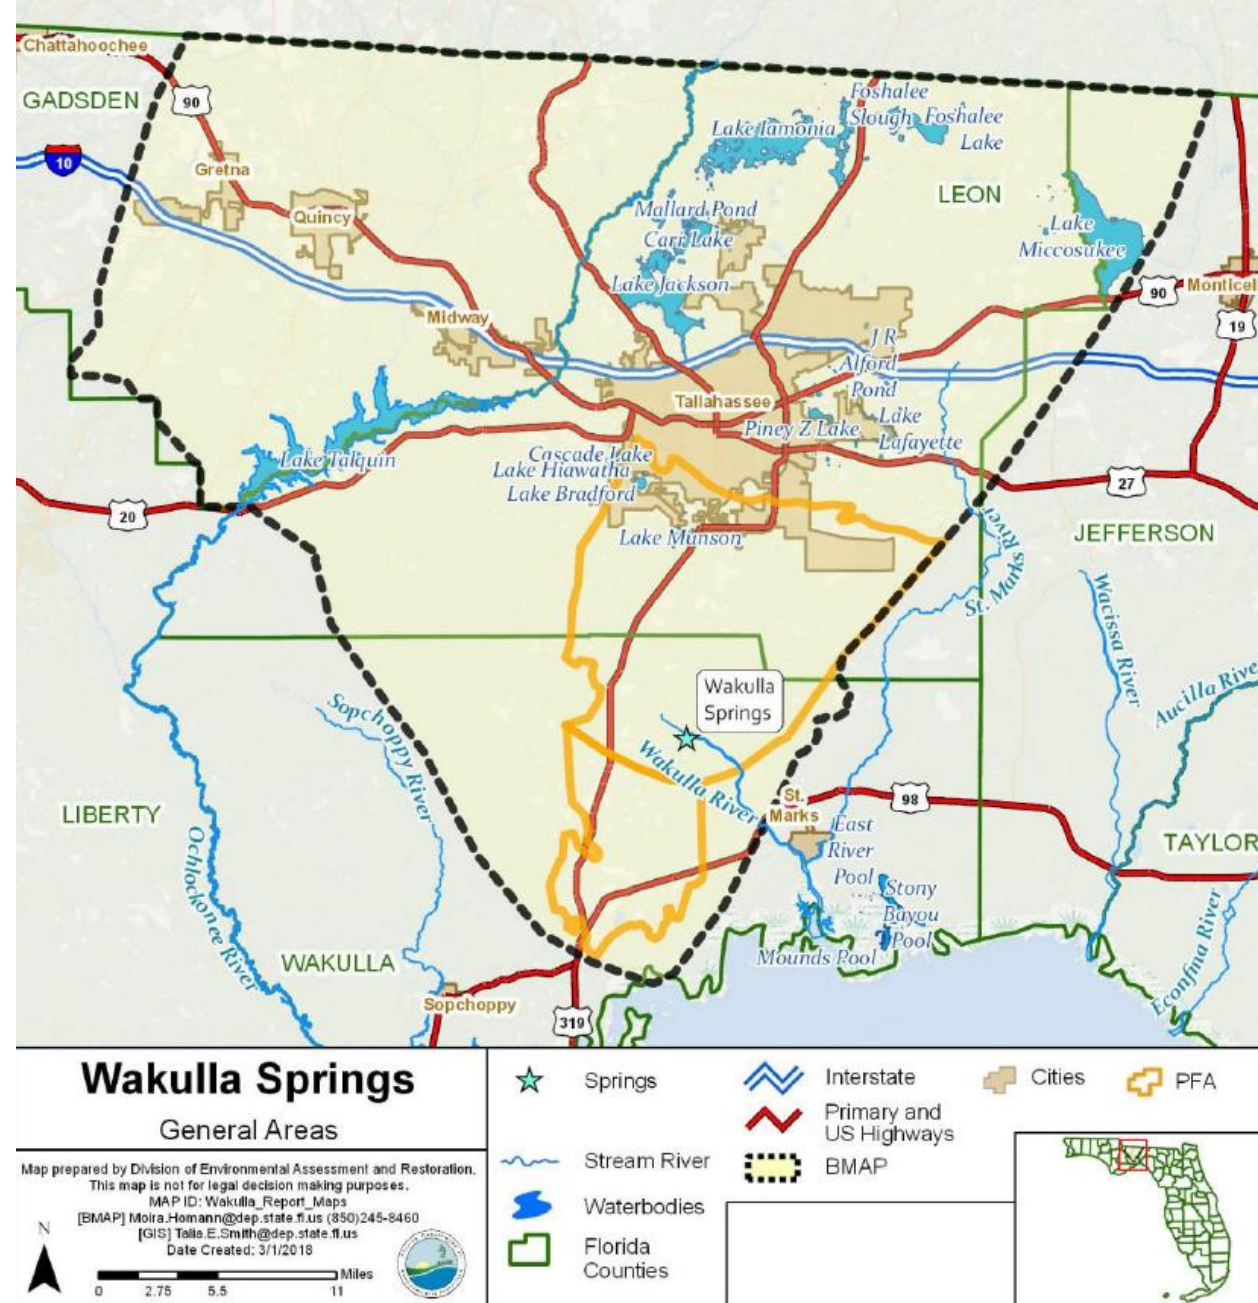 Chattahoochee
GADSDEN
90
10
Gretna
Quincy
Foshalee
Slough
Foshalee
Lake
Lake Iamonia
LEON
Mallard Pond
Carr Lake
Lake Jackson
Lake
Miccosukee
90
Monticel
19
Midway
J R
Alford
Pond
Tallahassee
Lake
Lafayette
Piney Z Lake
Cascade Lake
Lake Hiawatha
Lake Bradford
Lake Talquin
20
27
Lake Munson
JEFFERSON
St. Marks River
Wacissa River
Aucilla Rive
Wakulla
Springs
Sopchoppy River
Wakulla River
St.
Marks
98
LIBERTY
TAYLOR
East
River
Pool
Stony
Bayou
Pool
Ochlockonee River
Mounds Pool
Econfina River
WAKULLA
Sopchoppy
319
Wakulla Springs
General Areas
Map prepared by Division of Environmental Assessment and Restoration.
This map is not for legal decision making purposes.
MAP ID: Wakulla_Report_Maps
[BMAP] Moira.Homann@dep.state.fl.us (850)245-8460
[GIS] Talia.E.Smith@dep.state.fl.us
Date Created: 3/1/2018
N
Miles
0 2.75 5.5 11
Springs
Stream River
Waterbodies
Florida
Counties
Interstate
Primary and
US Highways
BMAP
Cities
PFA